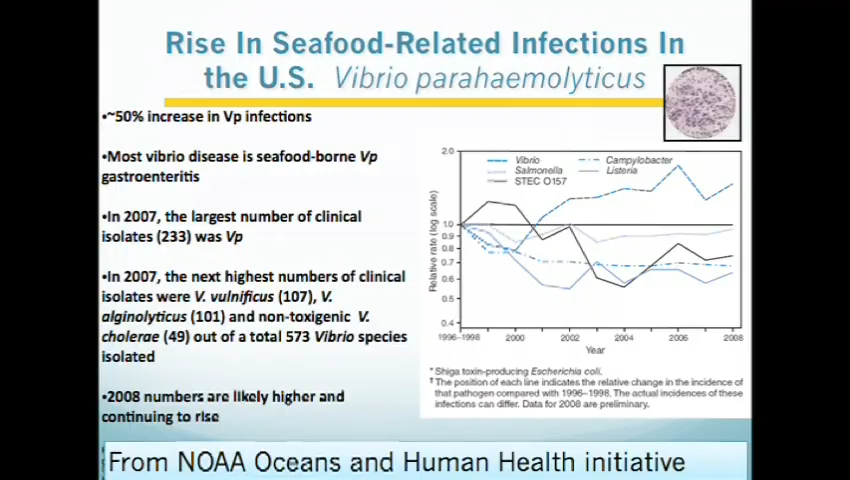 Rise In Seafood-Related Infections In
the U.S. Vibrio parahaemolyticus
•~50% increase in Vp infections
•Most vibrio disease is seafood-borne Vp
gastroenteritis
•In 2007, the largest number of clinical
isolates (233) was Vp
•In 2007, the next highest numbers of clinical
isolates were V. vulnificus (107), V.
alginolyticus (101) and non-toxigenic V.
cholerae (49) out of a total 573 Vibrio species
isolated
•2008 numbers are likely higher and
continuing to rise
Vibrio
Campylobacter
Salmonella
Listeria
STEC O157
Relative rate (log scale)
2.0
1.0
0.9
0.8
0.7
0.6
0.5
0.4
1996–1998
2000
2002
2004
2006
2008
Year
* Shiga toxin-producing Escherichia coli.
† The position of each line indicates the relative change in the incidence of
that pathogen compared with 1996–1998. The actual incidences of these
infections can differ. Data for 2008 are preliminary.
From NOAA Oceans and Human Health initiative